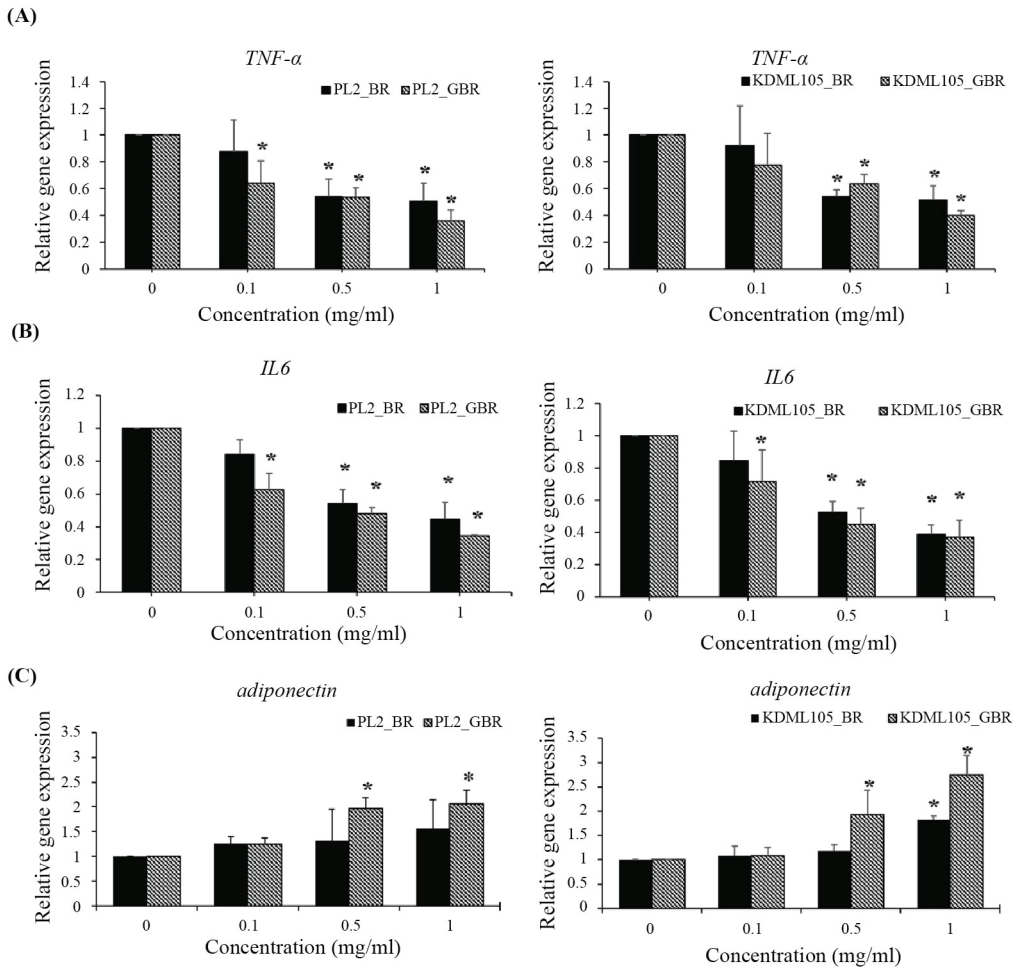 (A)
TNF-α
PL2_BR PL2_GBR
Relative gene expression
1.4
1.2
1
0.8
0.6
0.4
0.2
0
* * * * *
0 0.1 0.5 1
Concentration (mg/ml)
TNF-α
KDML105_BR KDML105_GBR
Relative gene expression
1.4
1.2
1
0.8
0.6
0.4
0.2
0
* * * *
0 0.1 0.5 1
Concentration (mg/ml)
(B)
IL6
PL2_BR PL2_GBR
Relative gene expression
1.2
1
0.8
0.6
0.4
0.2
0
* * * * *
0 0.1 0.5 1
Concentration (mg/ml)
IL6
KDML105_BR KDML105_GBR
Relative gene expression
1.2
1
0.8
0.6
0.4
0.2
0
* * * * *
0 0.1 0.5 1
Concentration (mg/ml)
(C)
adiponectin
PL2_BR PL2_GBR
Relative gene expression
3.5
3
2.5
2
1.5
1
0.5
0
* *
0 0.1 0.5 1
Concentration (mg/ml)
adiponectin
KDML105_BR KDML105_GBR
Relative gene expression
3.5
3
2.5
2
1.5
1
0.5
0
* * *
0 0.1 0.5 1
Concentration (mg/ml)